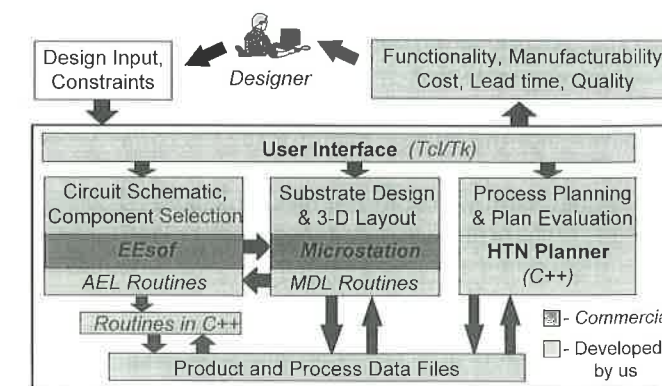 Design Input,
Constraints
Designer
Functionality, Manufacturability
Cost, Lead time, Quality
User Interface (Tcl/Tk)
Circuit Schematic,
Component Selection
EEsof
AEL Routines
Routines in C++
Substrate Design
& 3-D Layout
Microstation
MDL Routines
Process Planning
& Plan Evaluation
HTN Planner
(C++)
- Commercia
- Developed
by us
Product and Process Data Files